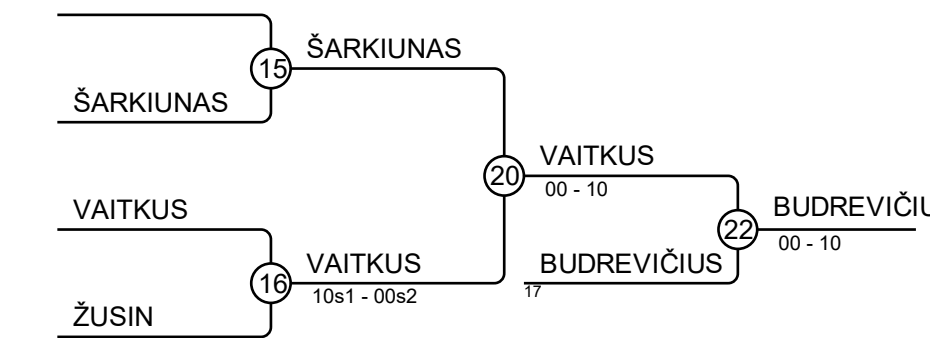 ŠARKIUNAS
15
ŠARKIUNAS
VAITKUS
20
00 - 10
VAITKUS
BUDREVIČIU
22
00 - 10
VAITKUS
BUDREVIČIUS
16
10s1 - 00s2
17
ŽUSIN